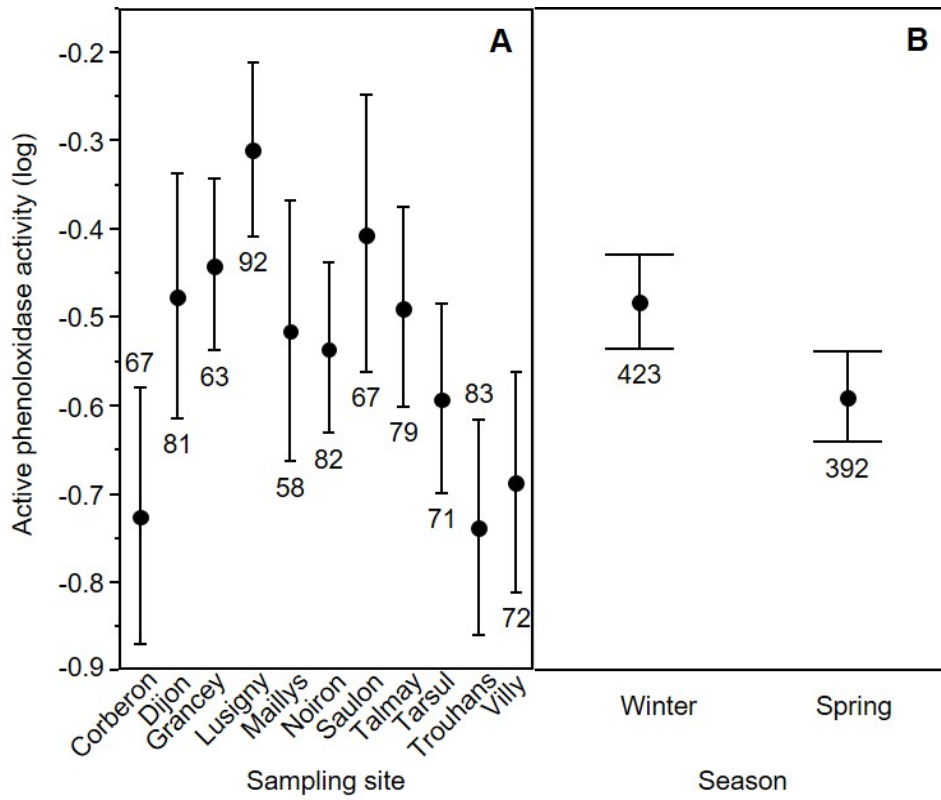 A
B
Active phenoloxidase activity (log)
-0.2
-0.3
-0.4
-0.5
-0.6
-0.7
-0.8
-0.9
67
81
63
92
58
82
67
79
71
83
72
423
392
Corberon
Dijon
Grancey
Lusigny
Maillys
Noiron
Saulon
Talmay
Tarsul
Trouhans
Villy
Winter
Spring
Sampling site
Season